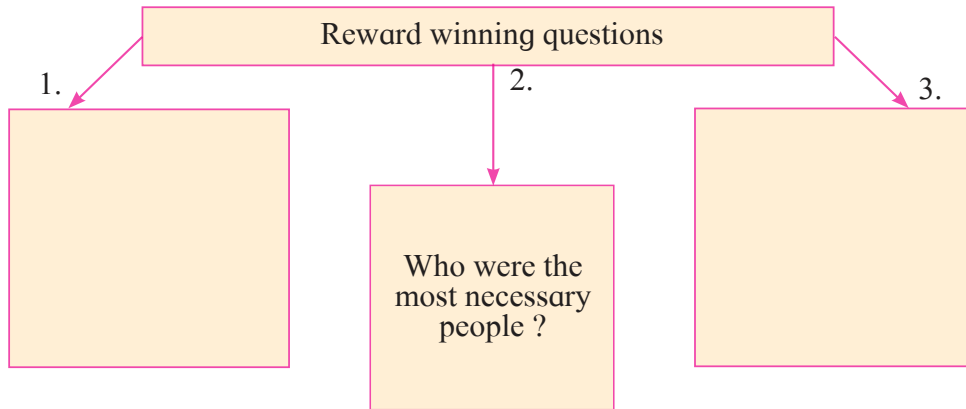 Reward winning questions
1.
2.
3.
Who were the
most necessary
people ?